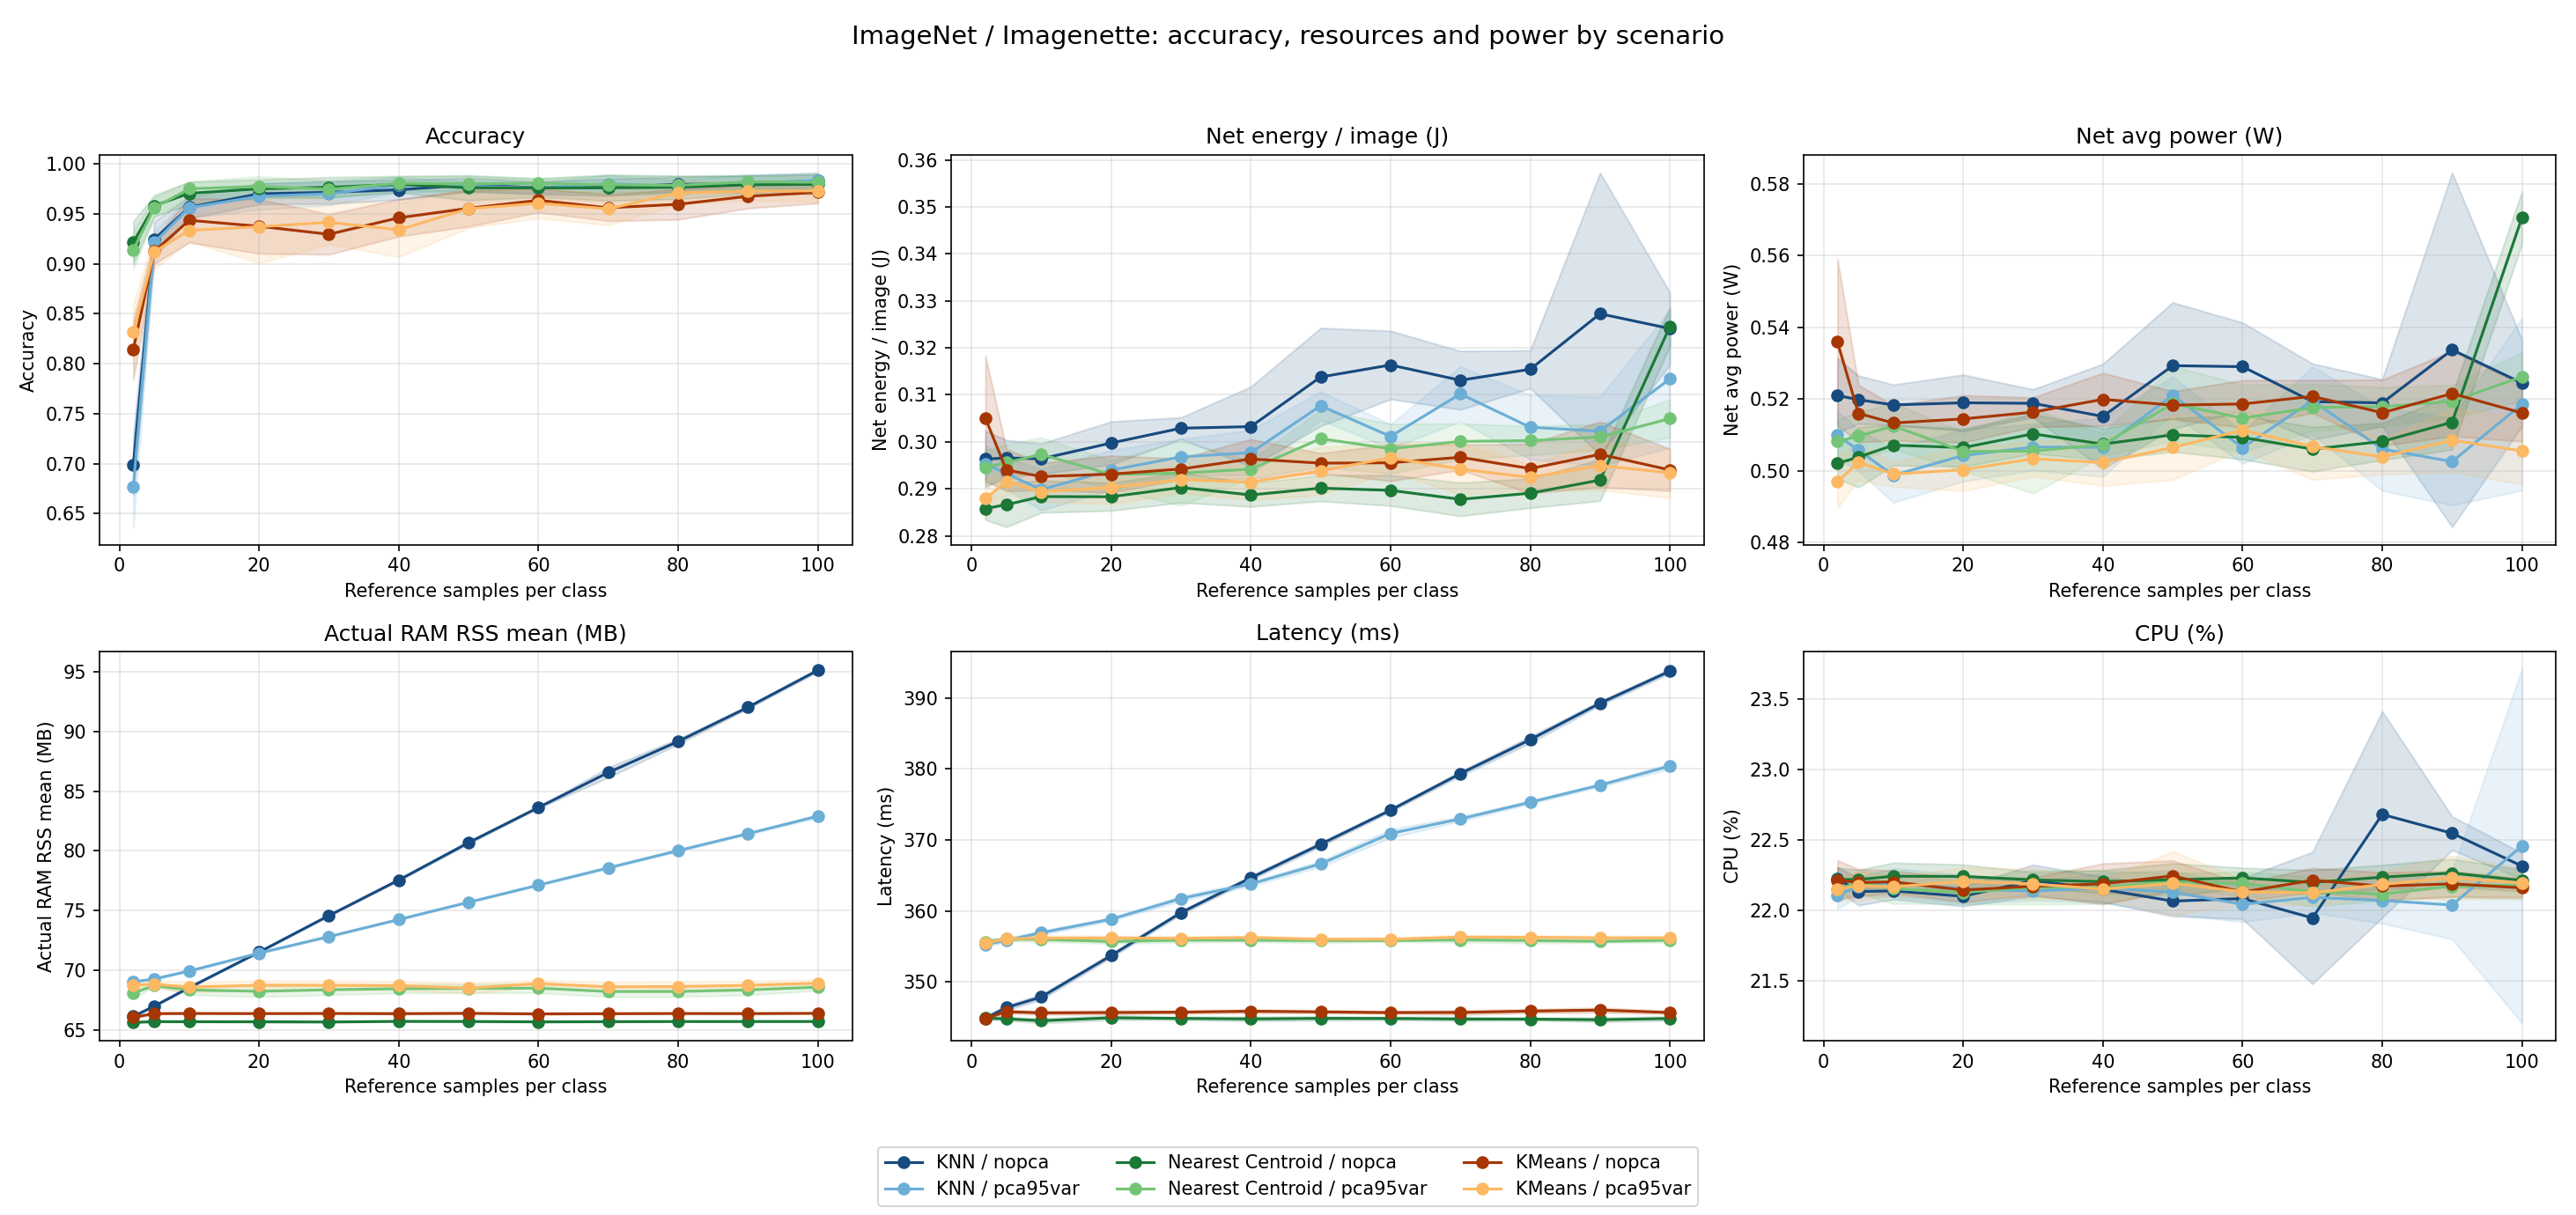 ImageNet / Imagenette: accuracy, resources and power by scenario
Accuracy
Accuracy
1.00
0.95
0.90
0.85
0.80
0.75
0.70
0.65
0 20 40 60 80 100
Reference samples per class
Net energy / image (J)
Net energy / image (J)
0.36
0.35
0.34
0.33
0.32
0.31
0.30
0.29
0.28
0 20 40 60 80 100
Reference samples per class
Net avg power (W)
Net avg power (W)
0.58
0.56
0.54
0.52
0.50
0.48
0 20 40 60 80 100
Reference samples per class
Actual RAM RSS mean (MB)
Actual RAM RSS mean (MB)
95
90
85
80
75
70
65
0 20 40 60 80 100
Reference samples per class
Latency (ms)
Latency (ms)
390
380
370
360
350
0 20 40 60 80 100
Reference samples per class
CPU (%)
CPU (%)
23.5
23.0
22.5
22.0
21.5
0 20 40 60 80 100
Reference samples per class
KNN / nopca
KNN / pca95var
Nearest Centroid / nopca
Nearest Centroid / pca95var
KMeans / nopca
KMeans / pca95var